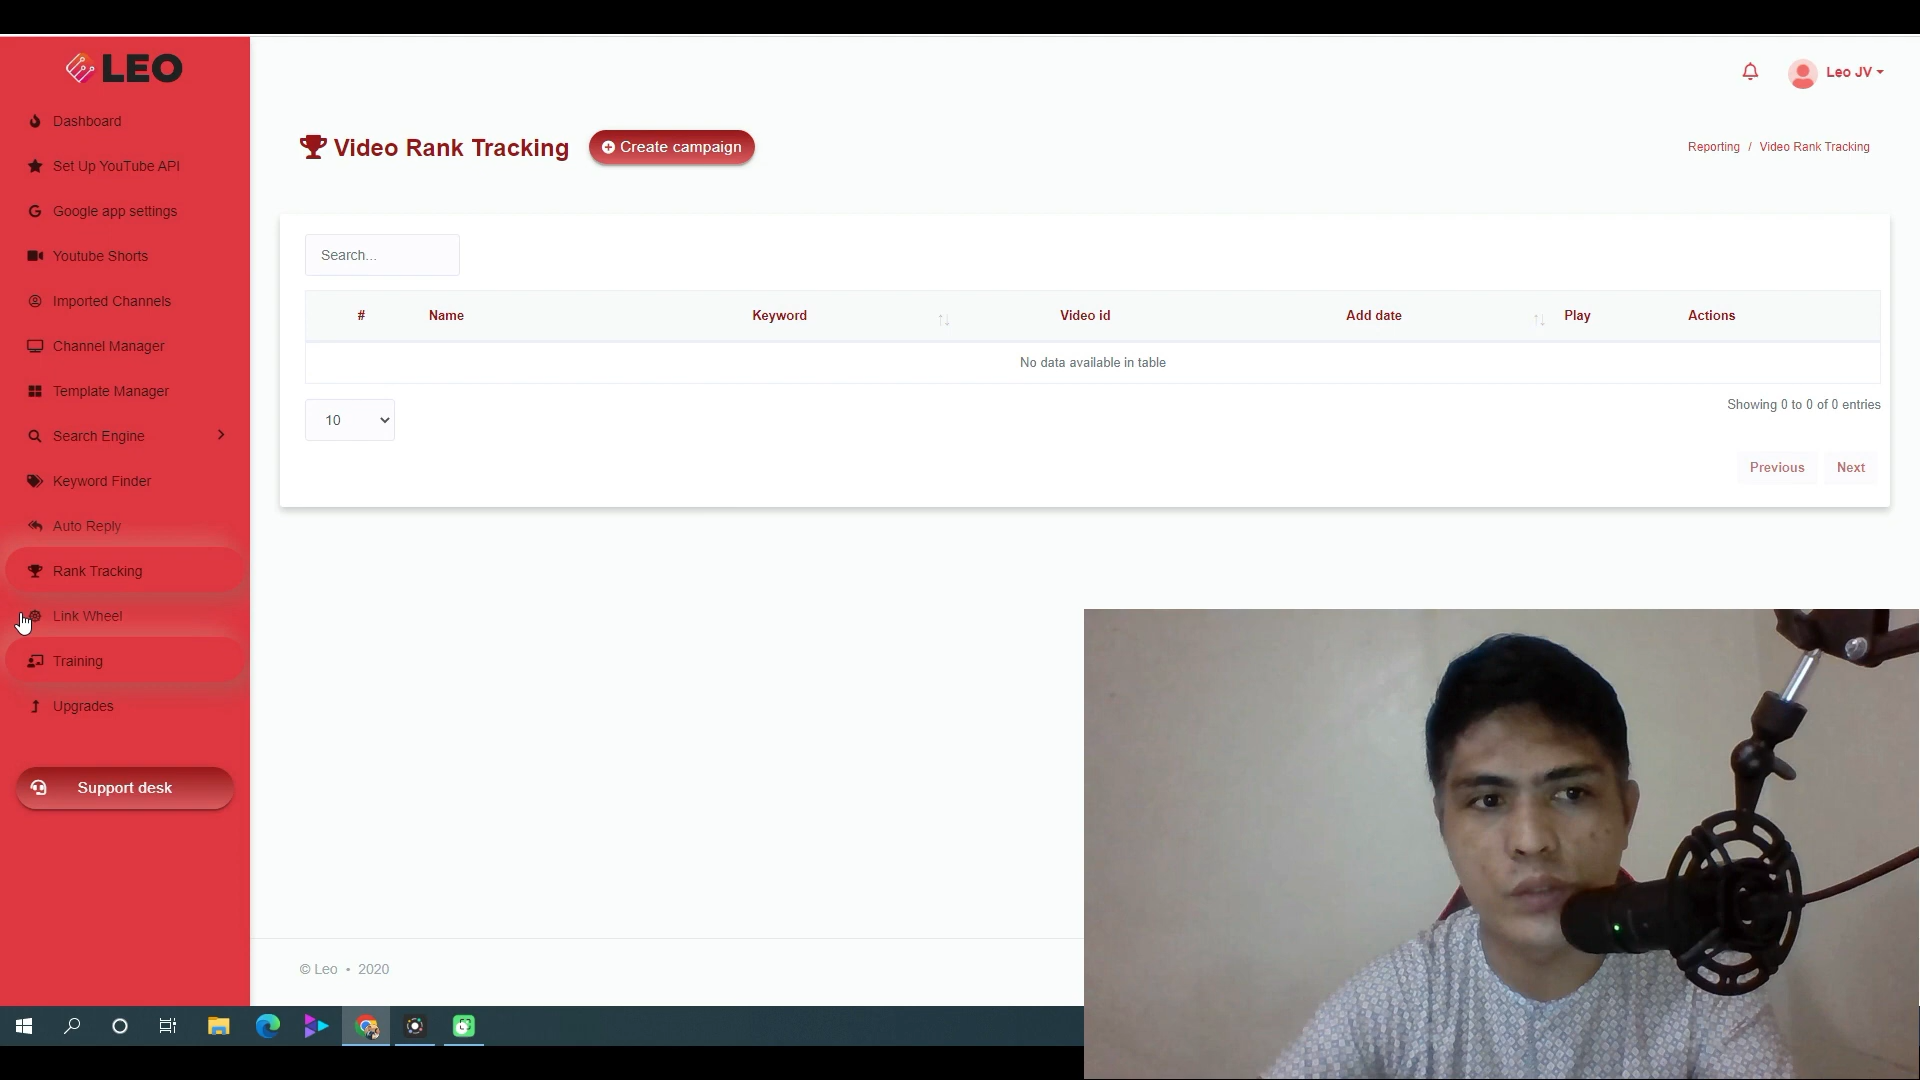 LEO
Leo JV
Dashboard
Set Up YouTube API
Google app settings
Youtube Shorts
Imported Channels
Channel Manager
Template Manager
Search Engine
Keyword Finder
Auto Reply
Rank Tracking
Link Wheel
Training
Upgrades
Support desk
Video Rank Tracking
Create campaign
Reporting / Video Rank Tracking
Search...
# Name Keyword Video id Add date Play Actions
No data available in table
10
Showing 0 to 0 of 0 entries
Previous Next
© Leo • 2020